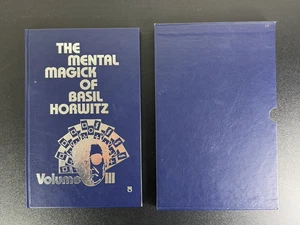 THE
MENTAL
MAGICK
OF
BASIL
HORWITZ
Volume III